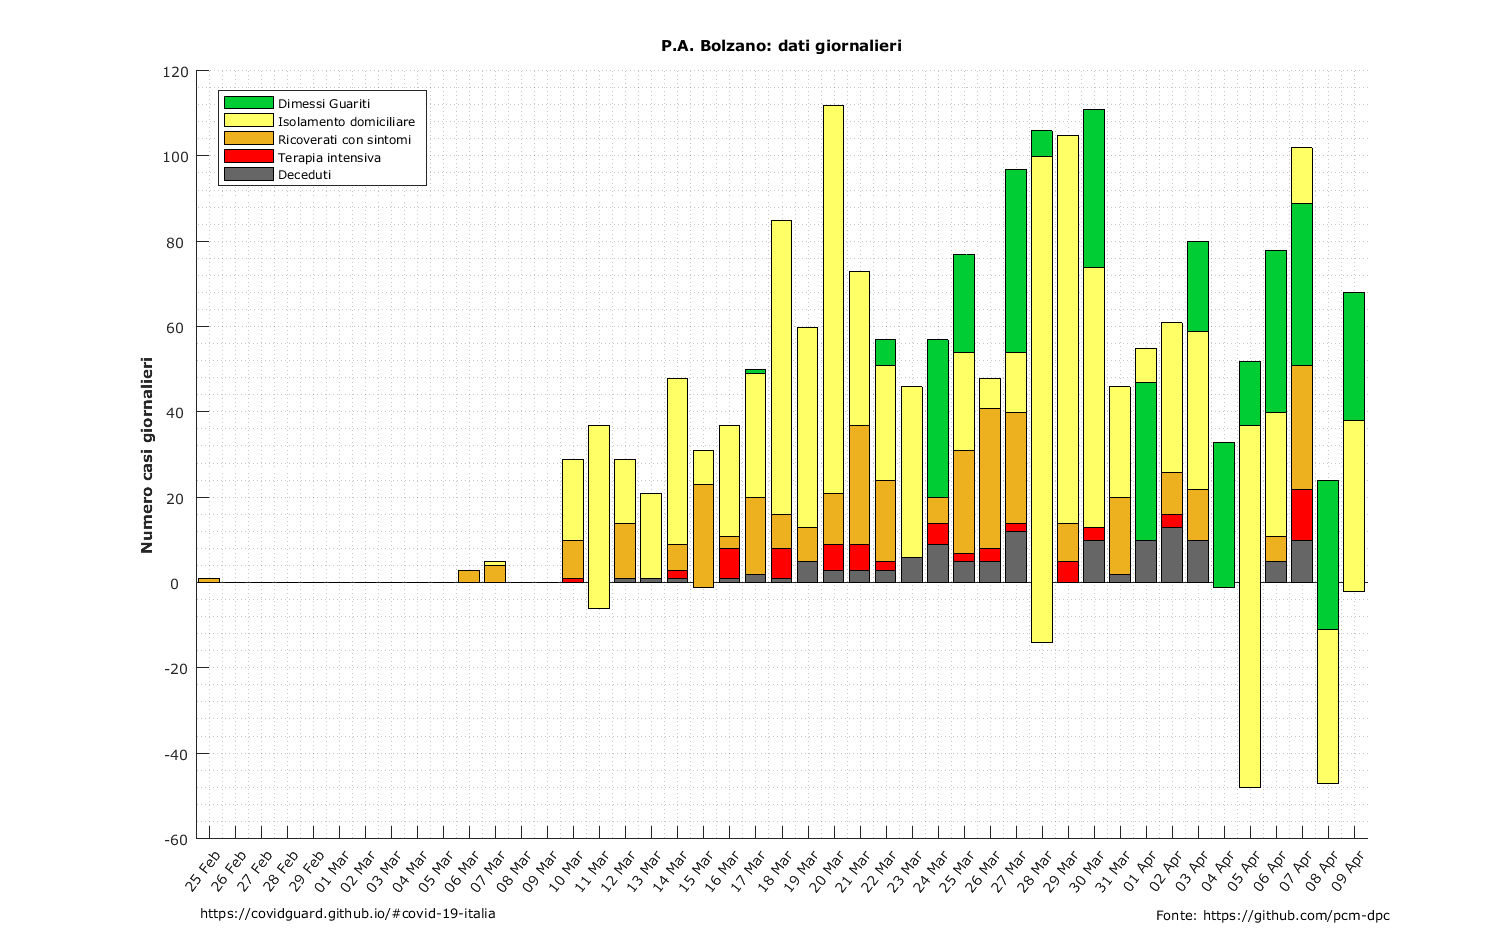 P.A. Bolzano: dati giornalieri
Dimessi Guariti
Isolamento domiciliare
Ricoverati con sintomi
Terapia intensiva
Deceduti
Numero casi giornalieri
120
100
80
60
40
20
0
-20
-40
-60
25 Feb
26 Feb
27 Feb
28 Feb
29 Feb
01 Mar
02 Mar
03 Mar
04 Mar
05 Mar
06 Mar
07 Mar
08 Mar
09 Mar
10 Mar
11 Mar
12 Mar
13 Mar
14 Mar
15 Mar
16 Mar
17 Mar
18 Mar
19 Mar
20 Mar
21 Mar
22 Mar
23 Mar
24 Mar
25 Mar
26 Mar
27 Mar
28 Mar
29 Mar
30 Mar
31 Mar
01 Apr
02 Apr
03 Apr
04 Apr
05 Apr
06 Apr
07 Apr
08 Apr
09 Apr
https://covidguard.github.io/#covid-19-italia
Fonte: https://github.com/pcm-dpc